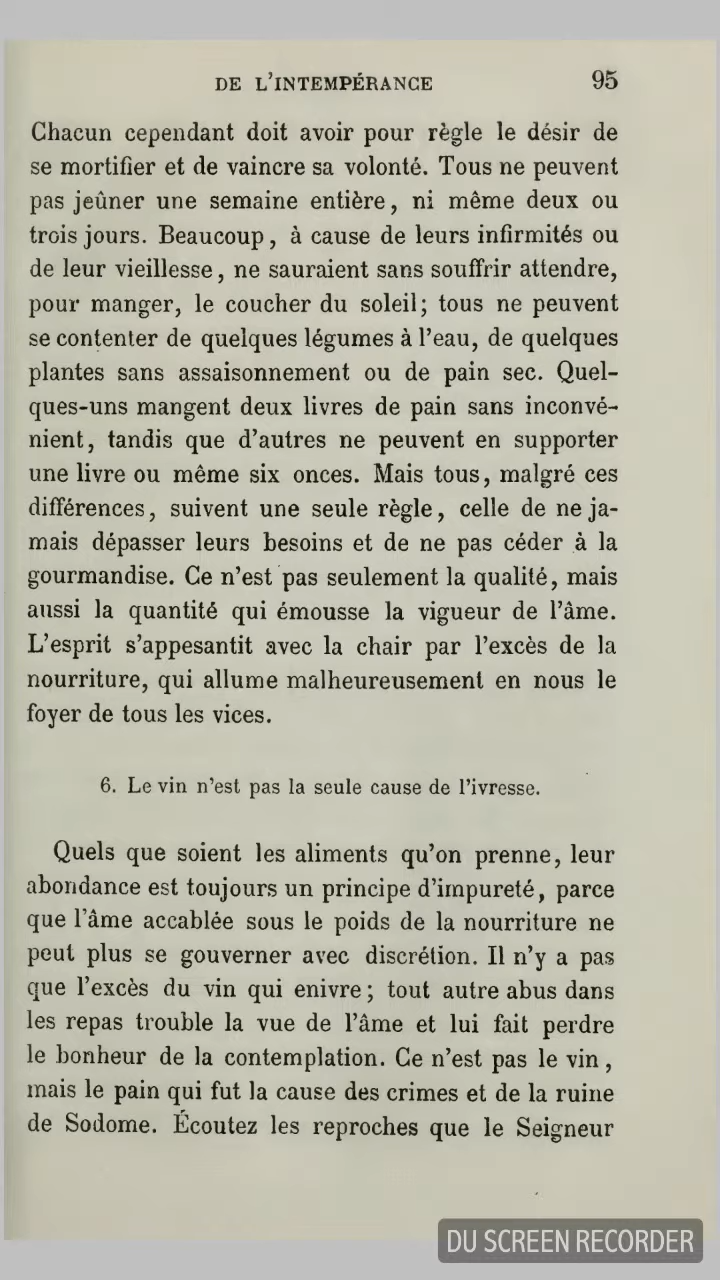 DE L'INTEMPÉRANCE 95
Chacun cependant doit avoir pour règle le désir de
se mortifier et de vaincre sa volonté. Tous ne peuvent
pas jeûner une semaine entière, ni même deux ou
trois jours. Beaucoup, à cause de leurs infirmités ou
de leur vieillesse, ne sauraient sans souffrir attendre,
pour manger, le coucher du soleil; tous ne peuvent
se contenter de quelques légumes à l'eau, de quelques
plantes sans assaisonnement ou de pain sec. Quel-
ques-uns mangent deux livres de pain sans inconvé-
nient, tandis que d'autres ne peuvent en supporter
une livre ou même six onces. Mais tous, malgré ces
différences, suivent une seule règle, celle de ne ja-
mais dépasser leurs besoins et de ne pas céder à la
gourmandise. Ce n'est pas seulement la qualité, mais
aussi la quantité qui émousse la vigueur de l'âme.
L'esprit s'appesantit avec la chair par l'excès de la
nourriture, qui allume malheureusement en nous le
foyer de tous les vices.
6. Le vin n'est pas la seule cause de l'ivresse.
Quels que soient les aliments qu'on prenne, leur
abondance est toujours un principe d'impureté, parce
que l'âme accablée sous le poids de la nourriture ne
peut plus se gouverner avec discrétion. Il n'y a pas
que l'excès du vin qui enivre; tout autre abus dans
les repas trouble la vue de l'âme et lui fait perdre
le bonheur de la contemplation. Ce n'est pas le vin,
mais le pain qui fut la cause des crimes et de la ruine
de Sodome. Écoutez les reproches que le Seigneur
DU SCREEN RECORDER